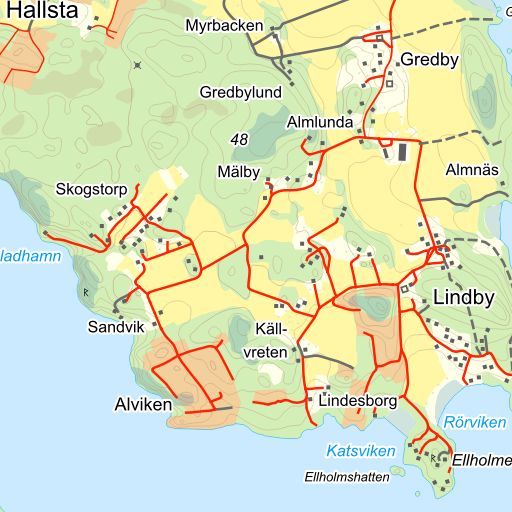 Hallsta
Myrbacken
Gredby
Gredbylund
Almlunda
48
Mälby
Almnäs
Skogstorp
ladhamn
Lindby
Sandvik
Käll-
vreten
Alviken
Lindesborg
Rörviken
Katsviken
Ellholme
Ellholmshatten